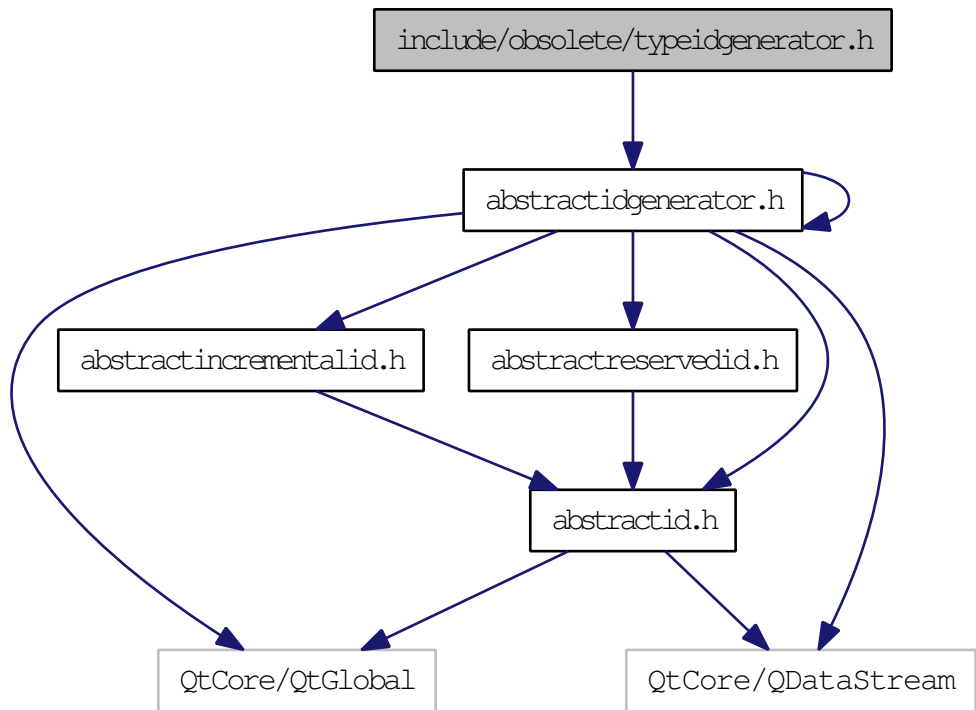 include/obsolete/typeidgenerator.h
abstractidgenerator.h
abstractincrementalid.h
abstractreservedid.h
abstractid.h
QtCore/QtGlobal
QtCore/QDataStream